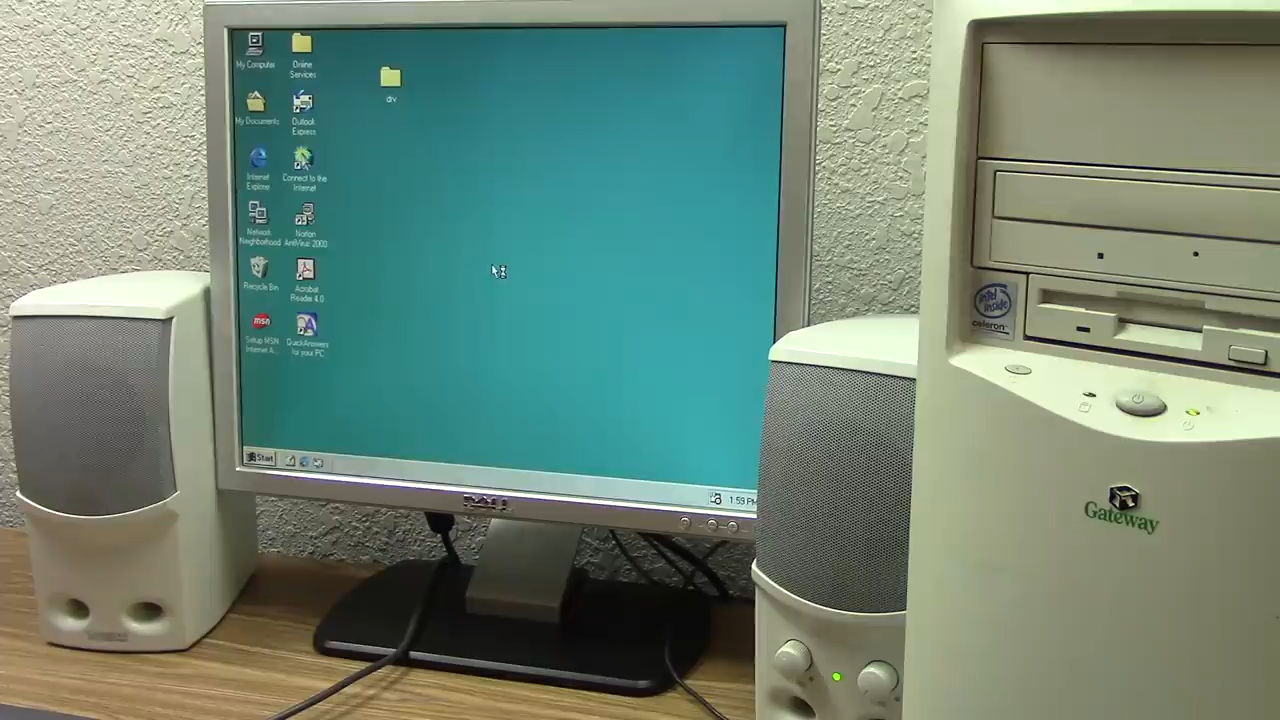 My Computer
Online
Services
drv
My Documents
Outlook
Express
Internet
Explorer
Connect to the
Internet
Network
Neighborhood
Norton
AntiVirus 2000
Recycle Bin
Acrobat
Reader 4.0
msn
Setup MSN
Internet A...
QuickAnswers
for your PC
Start
1:59 PM
DELL
intel
inside
celeron
Gateway